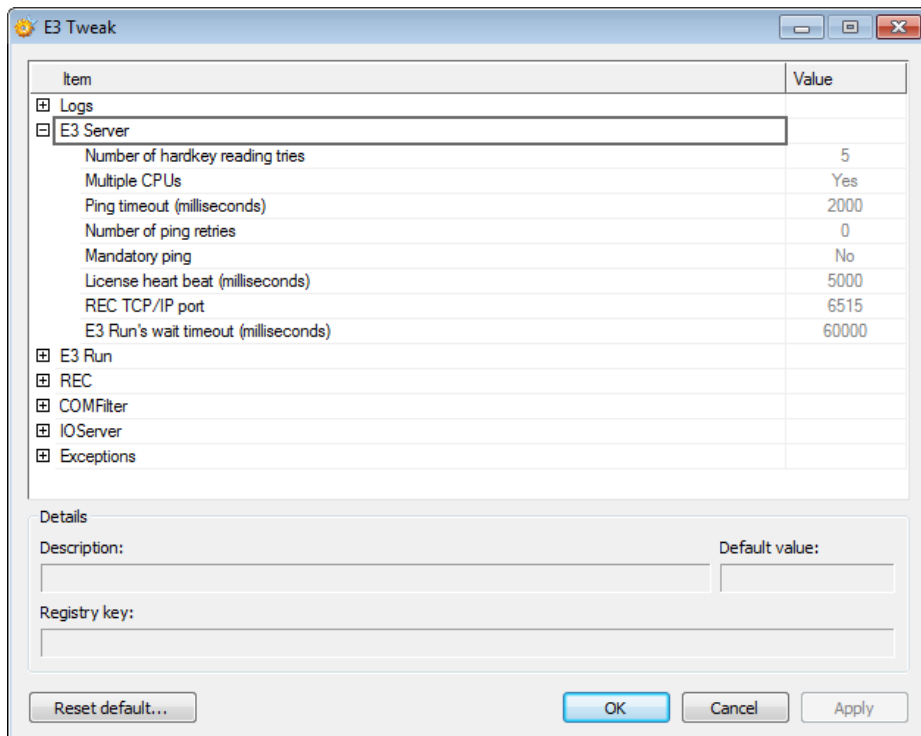 E3 Tweak
Item Value
Logs
E3 Server
Number of hardkey reading tries 5
Multiple CPUs Yes
Ping timeout (milliseconds) 2000
Number of ping retries 0
Mandatory ping No
License heart beat (milliseconds) 5000
REC TCP/IP port 6515
E3 Run's wait timeout (milliseconds) 60000
E3 Run
REC
COMFilter
IOServer
Exceptions
Details
Description: Default value:
Registry key:
Reset default... OK Cancel Apply